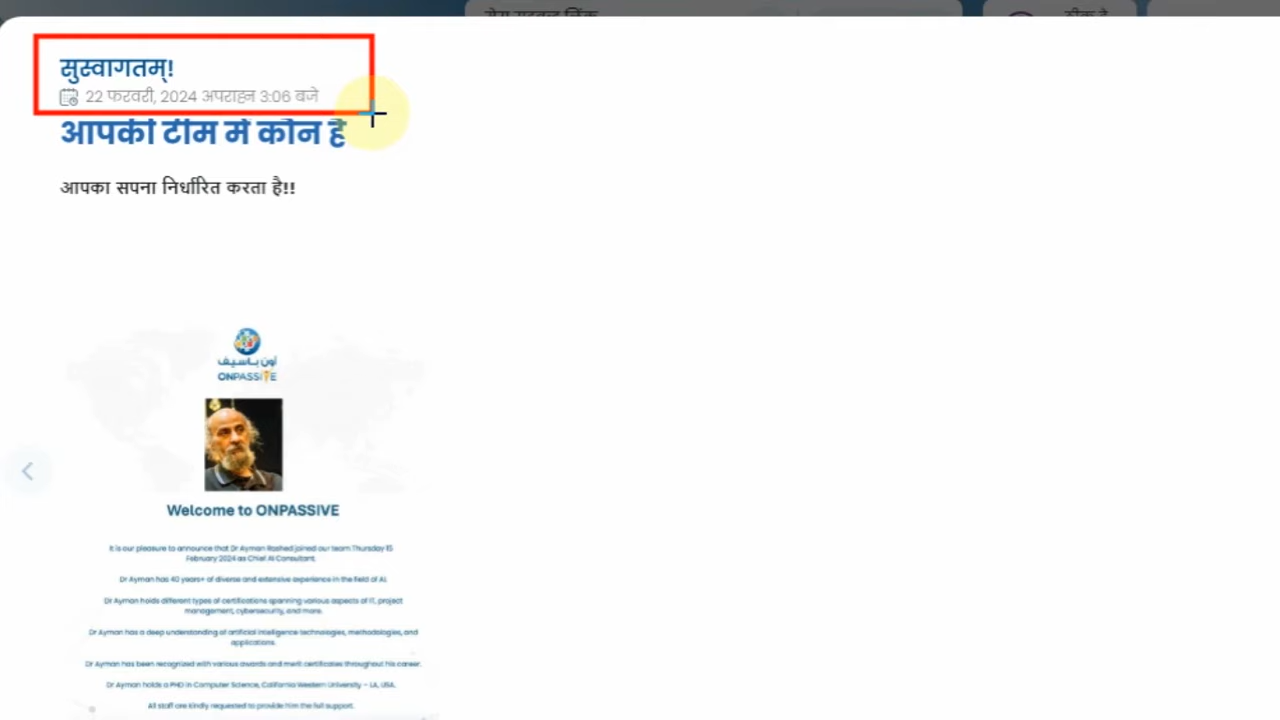 सुस्वागतम्!
22 फरवरी, 2024 अपराह्न 3:06 बजे
आपकी टीम में कौन है
आपका सपना निर्धारित करता है!!
أون باسيف
ONPASSIVE
Welcome to ONPASSIVE
It is our pleasure to announce that Dr Ayman Rashed joined our team Thursday 15
February 2024 as Chief AI Consultant.
Dr Ayman has 40 years+ of diverse and extensive experience in the field of AI.
Dr Ayman holds different types of certifications spanning various aspects of IT, project
management, cybersecurity, and more.
Dr Ayman has a deep understanding of artificial intelligence technologies, methodologies, and
applications.
Dr Ayman has been recognized with various awards and merit certificates throughout his career.
Dr Ayman holds a PHD in Computer Science, California Western University – LA, USA.
All staff are kindly requested to provide him the full support.